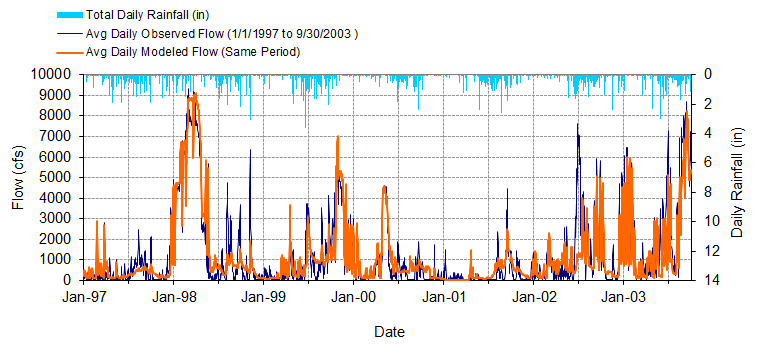 Total Daily Rainfall (in)
Avg Daily Observed Flow (1/1/1997 to 9/30/2003 )
Avg Daily Modeled Flow (Same Period)
10000
9000
8000
7000
6000
5000
4000
3000
2000
1000
0
Flow (cfs)
0
2
4
6
8
10
12
14
Daily Rainfall (in)
Jan-97
Jan-98
Jan-99
Jan-00
Jan-01
Jan-02
Jan-03
Date